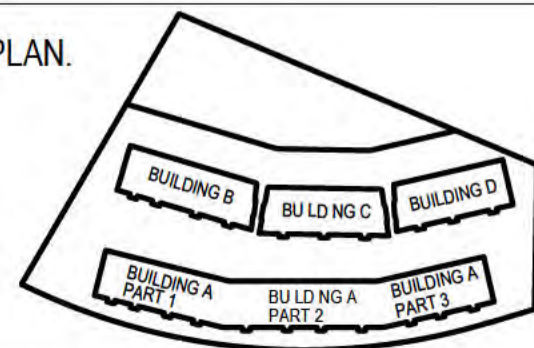 PLAN.
BUILDING B
BU LD NG C
BUILDING D
BUILDING A
PART 1
BU LD NG A
PART 2
BUILDING A
PART 3